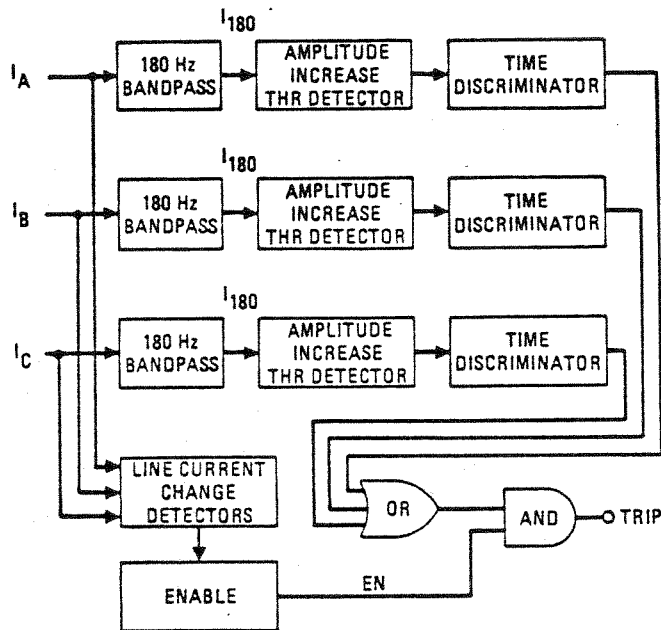 I180
I180
I180
IA
180 Hz
BANDPASS
AMPLITUDE
INCREASE
THR DETECTOR
TIME
DISCRIMINATOR
IB
180 Hz
BANDPASS
AMPLITUDE
INCREASE
THR DETECTOR
TIME
DISCRIMINATOR
IC
180 Hz
BANDPASS
AMPLITUDE
INCREASE
THR DETECTOR
TIME
DISCRIMINATOR
LINE CURRENT
CHANGE
DETECTORS
OR
AND
TRIP
ENABLE
EN